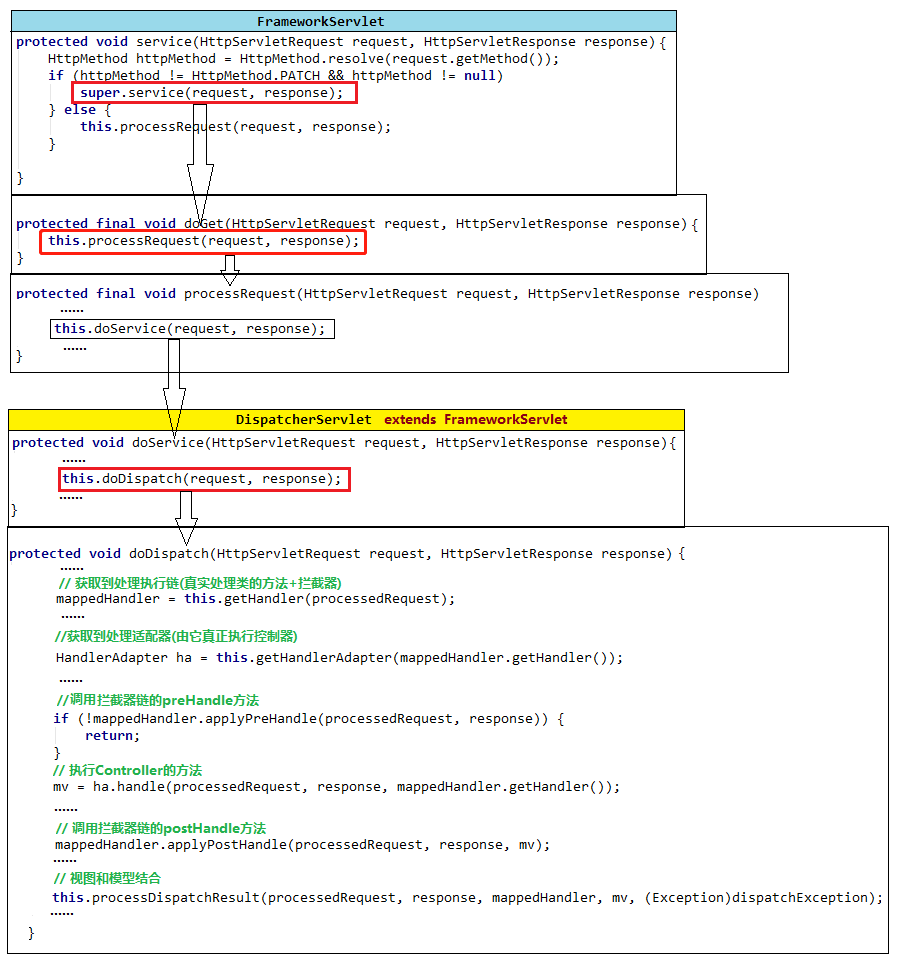 FrameworkServlet
protected void service(HttpServletRequest request, HttpServletResponse response){
HttpMethod httpMethod = HttpMethod.resolve(request.getMethod());
if (httpMethod != HttpMethod.PATCH && httpMethod != null)
super.service(request, response);
} else {
this.processRequest(request, response);
}
}
protected final void doGet(HttpServletRequest request, HttpServletResponse response){
this.processRequest(request, response);
}
protected final void processRequest(HttpServletRequest request, HttpServletResponse response)
......
this.doService(request, response);
......
}
DispatcherServlet extends FrameworkServlet
protected void doService(HttpServletRequest request, HttpServletResponse response){
......
this.doDispatch(request, response);
......
}
protected void doDispatch(HttpServletRequest request, HttpServletResponse response){
......
// 获取到处理执行链(真实处理类的方法+拦截器)
mappedHandler = this.getHandler(processedRequest);
......
//获取到处理适配器(由它真正执行控制器)
HandlerAdapter ha = this.getHandlerAdapter(mappedHandler.getHandler());
......
//调用拦截器链的preHandle方法
if (!mappedHandler.applyPreHandle(processedRequest, response)) {
return;
}
// 执行Controller的方法
mv = ha.handle(processedRequest, response, mappedHandler.getHandler());
......
// 调用拦截器链的postHandle方法
mappedHandler.applyPostHandle(processedRequest, response, mv);
......
// 视图和模型结合
this.processDispatchResult(processedRequest, response, mappedHandler, mv, (Exception)dispatchException);
......
}